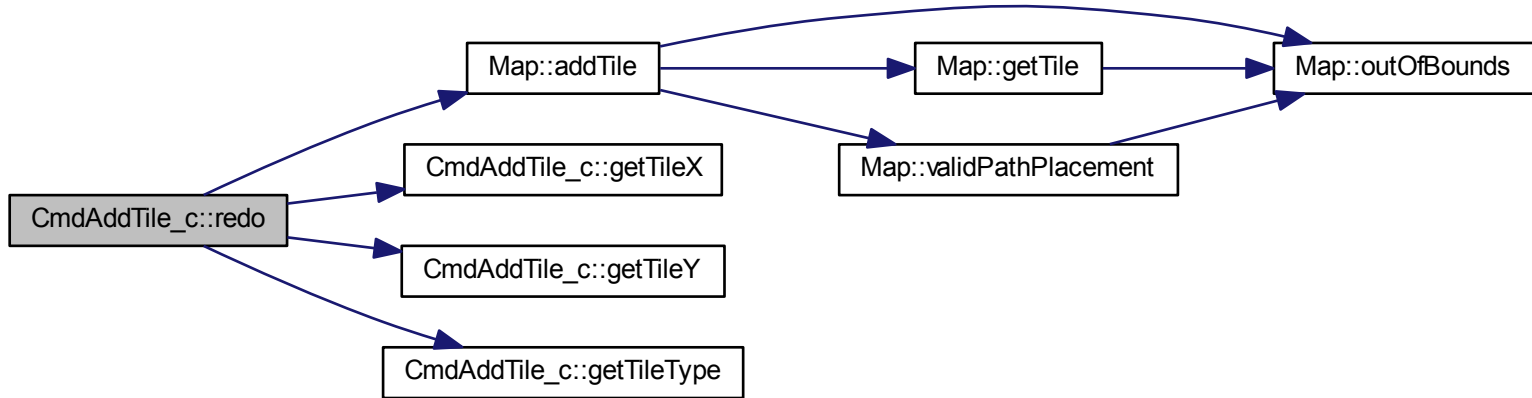 Map::addTile
Map::getTile
Map::outOfBounds
CmdAddTile_c::getTileX
Map::validPathPlacement
CmdAddTile_c::redo
CmdAddTile_c::getTileY
CmdAddTile_c::getTileType